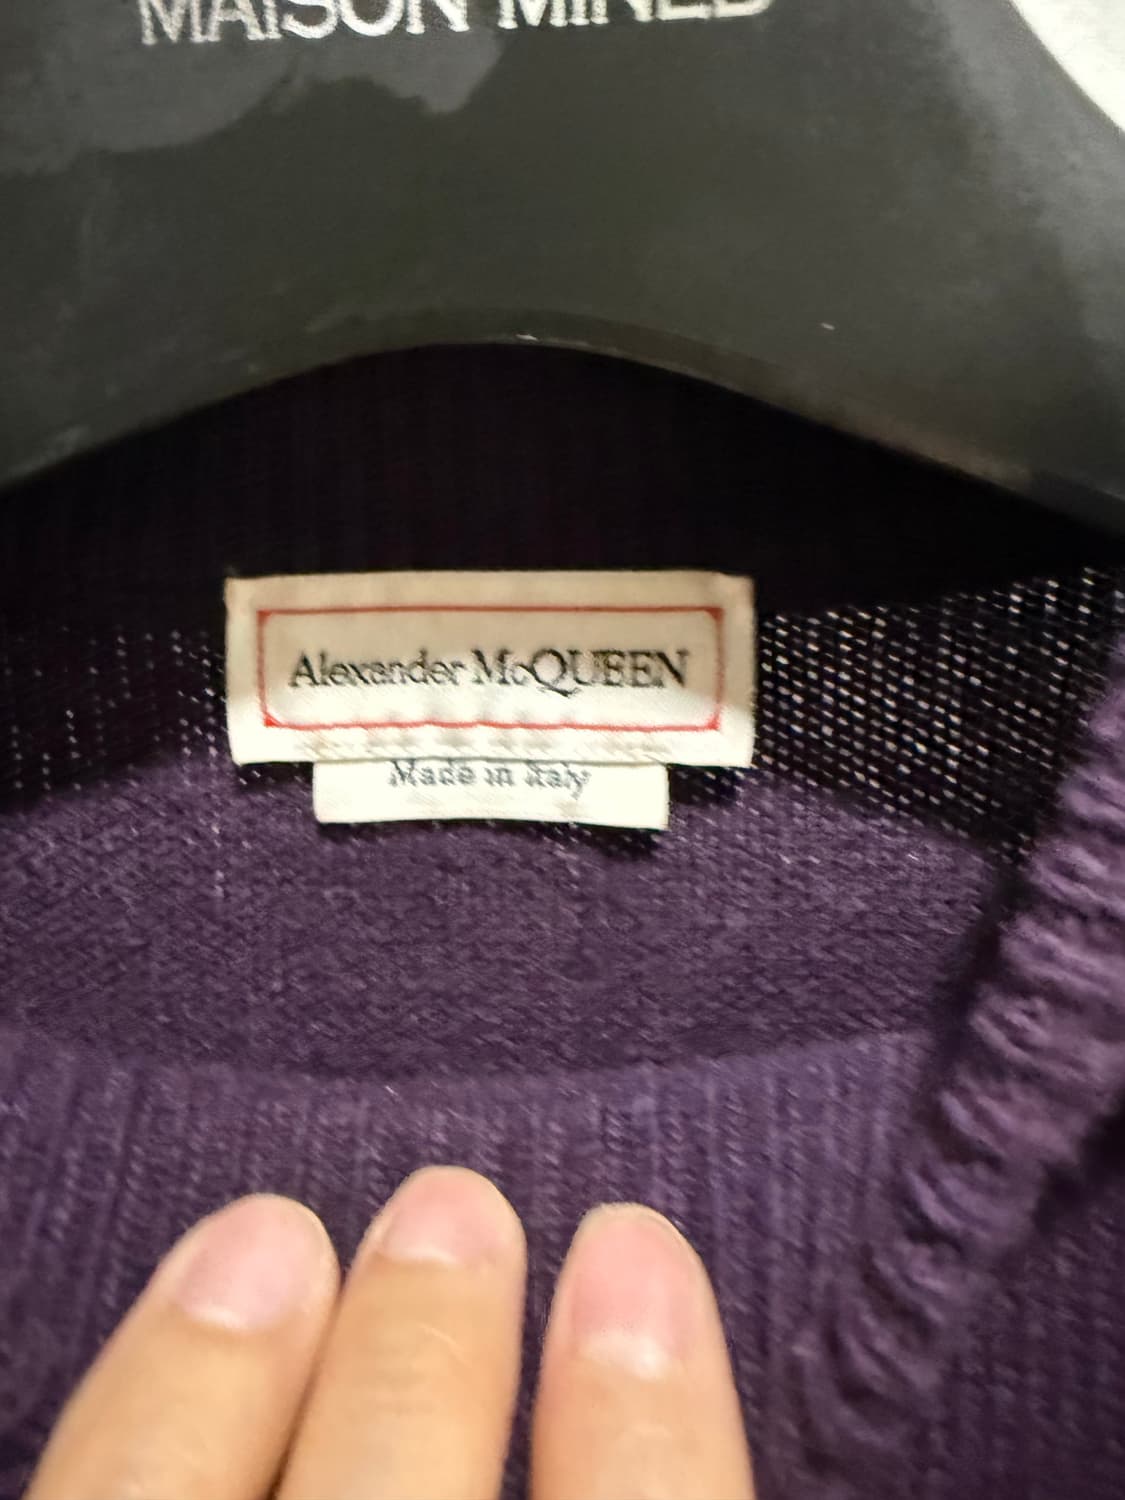 MAISON MINED
Alexander McQUEEN
Made in Italy